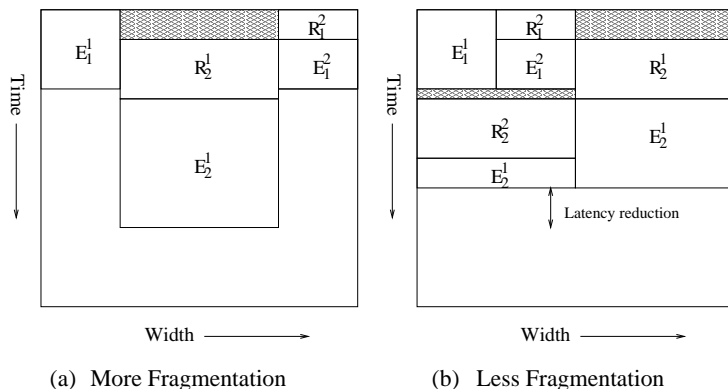 Time
E₁¹
R₁²
R₂¹
E₁²
E₂¹
Width
(a) More Fragmentation
Time
E₁¹
R₁²
E₁²
R₂¹
R₂²
E₂¹
E₂¹
Latency reduction
Width
(b) Less Fragmentation